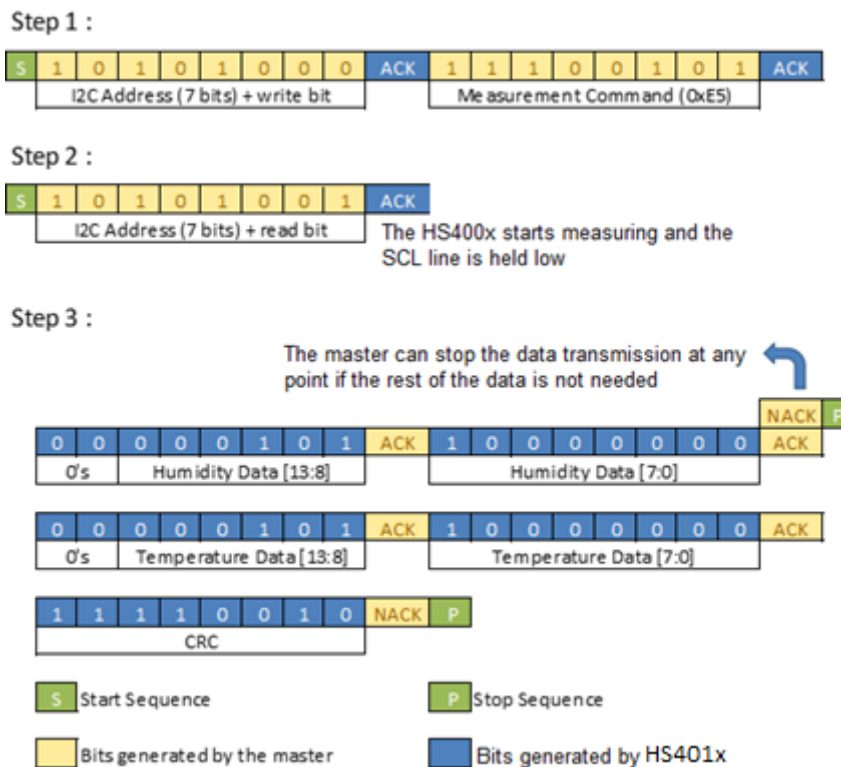 Step 1 :
S 1 0 1 0 1 0 0 0 ACK 1 1 1 0 0 1 0 1 ACK
I2C Address (7 bits) + write bit Measurement Command (0xE5)
Step 2 :
S 1 0 1 0 1 0 0 1 ACK
I2C Address (7 bits) + read bit
The HS400x starts measuring and the
SCL line is held low
Step 3 :
The master can stop the data transmission at any
point if the rest of the data is not needed
NACK P
0 0 0 0 0 1 0 1 ACK 1 0 0 0 0 0 0 0 ACK
0's Humidity Data [13:8] Humidity Data [7:0]
0 0 0 0 0 1 0 1 ACK 1 0 0 0 0 0 0 0 ACK
0's Temperature Data [13:8] Temperature Data [7:0]
1 1 1 1 0 0 1 0 NACK P
CRC
S Start Sequence P Stop Sequence
Bits generated by the master Bits generated by HS401x